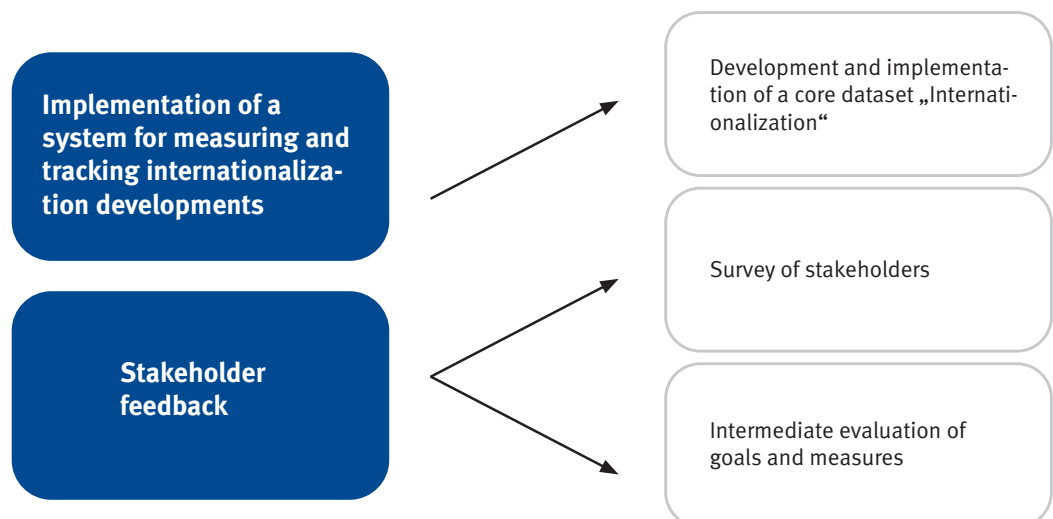 Implementation of a
system for measuring and
tracking internationaliza-
tion developments
Development and implementa-
tion of a core dataset „Internati-
onalization“
Stakeholder
feedback
Survey of stakeholders
Intermediate evaluation of
goals and measures